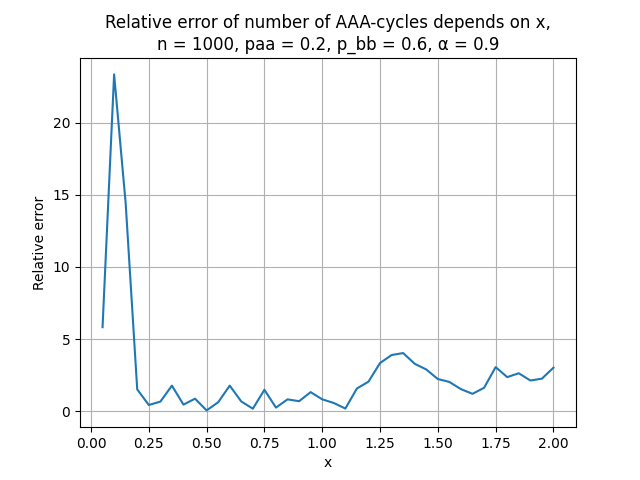 Relative error of number of AAA-cycles depends on x,
n = 1000, paa = 0.2, p_bb = 0.6, α = 0.9
Relative error
20
15
10
5
0
0.00 0.25 0.50 0.75 1.00 1.25 1.50 1.75 2.00
x